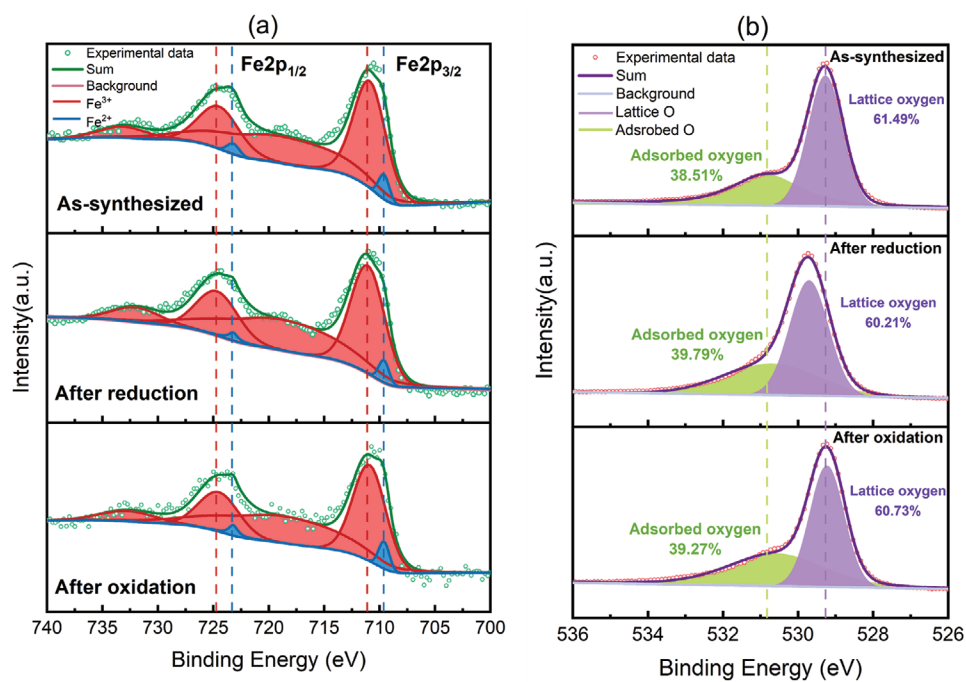 (a)
Experimental data
Sum
Background
Fe³⁺
Fe²⁺
Fe2p₁/₂
Fe2p₃/₂
As-synthesized
After reduction
After oxidation
Intensity(a.u.)
740 735 730 725 720 715 710 705 700
Binding Energy (eV)
(b)
Experimental data
Sum
Background
Lattice O
Adsrobed O
As-synthesized
Lattice oxygen
61.49%
Adsorbed oxygen
38.51%
After reduction
Lattice oxygen
60.21%
Adsorbed oxygen
39.79%
After oxidation
Lattice oxygen
60.73%
Adsorbed oxygen
39.27%
Intensity(a.u.)
536 534 532 530 528 526
Binding Energy (eV)